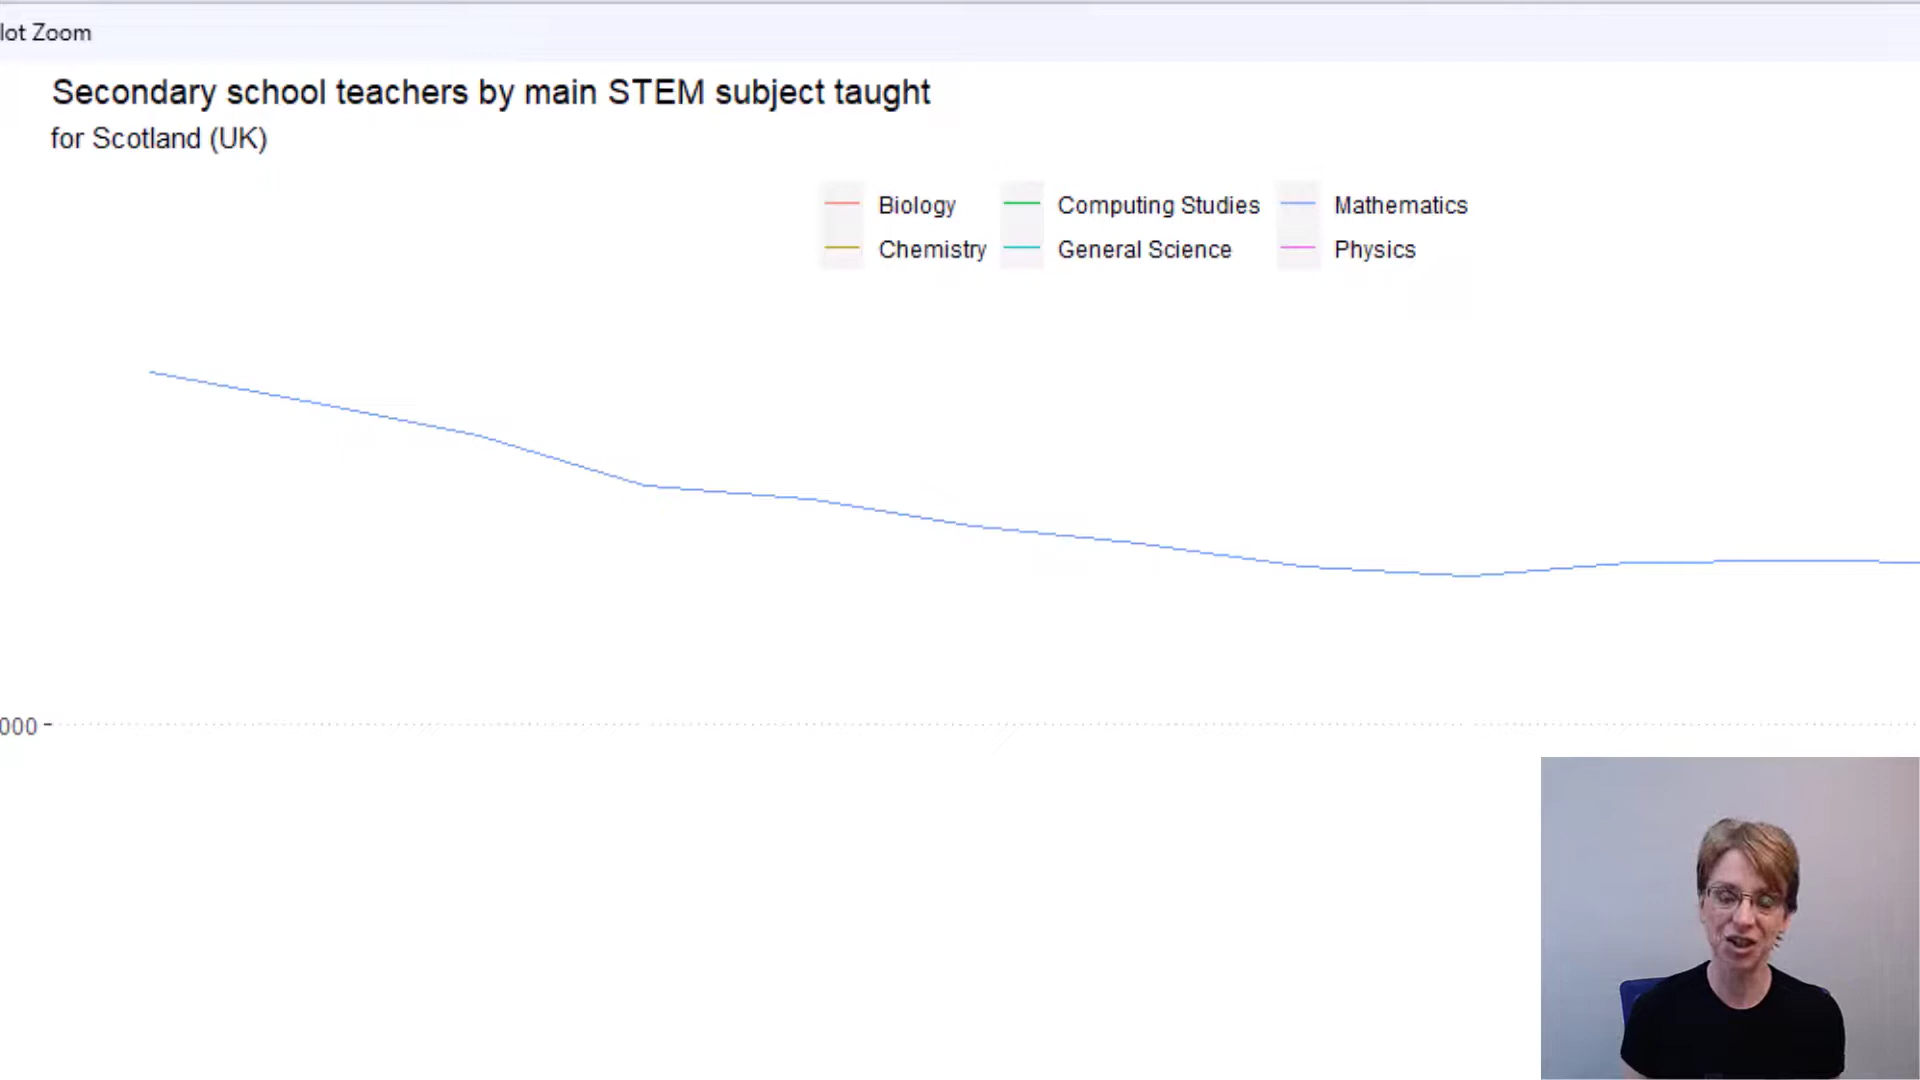 lot Zoom
Secondary school teachers by main STEM subject taught
for Scotland (UK)
Biology Computing Studies Mathematics
Chemistry General Science Physics
000